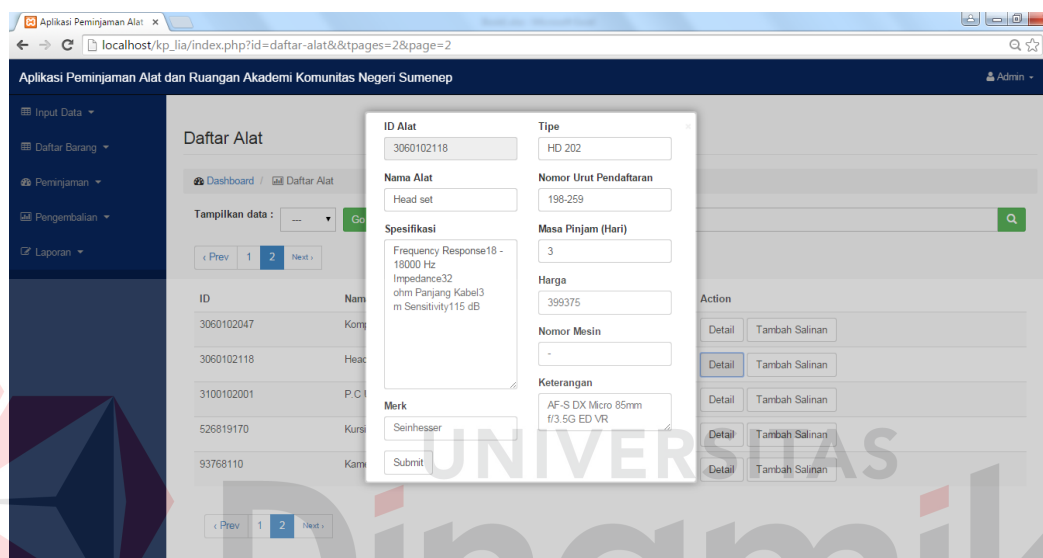 Aplikasi Peminjaman Alat
localhost/kp_lia/index.php?id=daftar-alat&&tpages=2&page=2
Aplikasi Peminjaman Alat dan Ruangan Akademi Komunitas Negeri Sumenep
Admin
Input Data
Daftar Barang
Peminjaman
Pengembalian
Laporan
Daftar Alat
Dashboard / Daftar Alat
Tampilkan data :
---
Go
‹ Prev 1 2 Next ›
ID
Action
3060102047
Detail Tambah Salinan
3060102118
Detail Tambah Salinan
3100102001
P.C
Detail Tambah Salinan
526819170
Kursi
Detail Tambah Salinan
93768110
Detail Tambah Salinan
‹ Prev 1 2 Next ›
ID Alat
3060102118
Nama Alat
Head set
Spesifikasi
Frequency Response18 -
18000 Hz
Impedance32
ohm Panjang Kabel3
m Sensitivity115 dB
Merk
Seinhesser
Submit
Tipe
HD 202
Nomor Urut Pendaftaran
198-259
Masa Pinjam (Hari)
3
Harga
399375
Nomor Mesin
-
Keterangan
AF-S DX Micro 85mm
f/3.5G ED VR
UNIVERSITAS
Dinamik